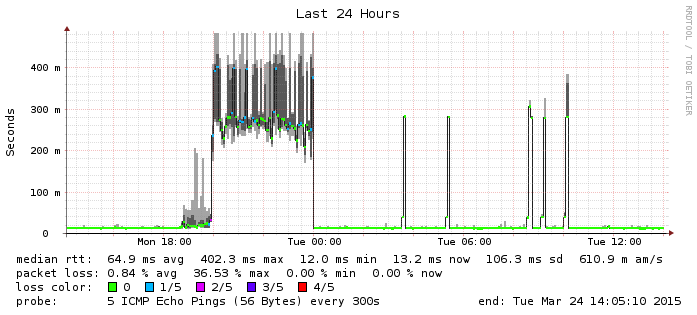 Last 24 Hours
RRDTOOL / TOBI OETIKER
Seconds
400 m
300 m
200 m
100 m
0
Mon 18:00 Tue 00:00 Tue 06:00 Tue 12:00
median rtt: 64.9 ms avg 402.3 ms max 12.0 ms min 13.2 ms now 106.3 ms sd 610.9 m am/s
packet loss: 0.84 % avg 36.53 % max 0.00 % min 0.00 % now
loss color: 0 1/5 2/5 3/5 4/5
probe: 5 ICMP Echo Pings (56 Bytes) every 300s end: Tue Mar 24 14:05:10 2015